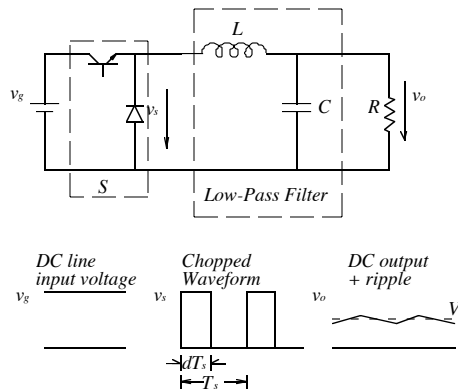 L
v_g
v_s
C
R
v_o
S
Low-Pass Filter
DC line
input voltage
Chopped
Waveform
DC output
+ ripple
v_g
v_s
v_o
V
dT_s
T_s